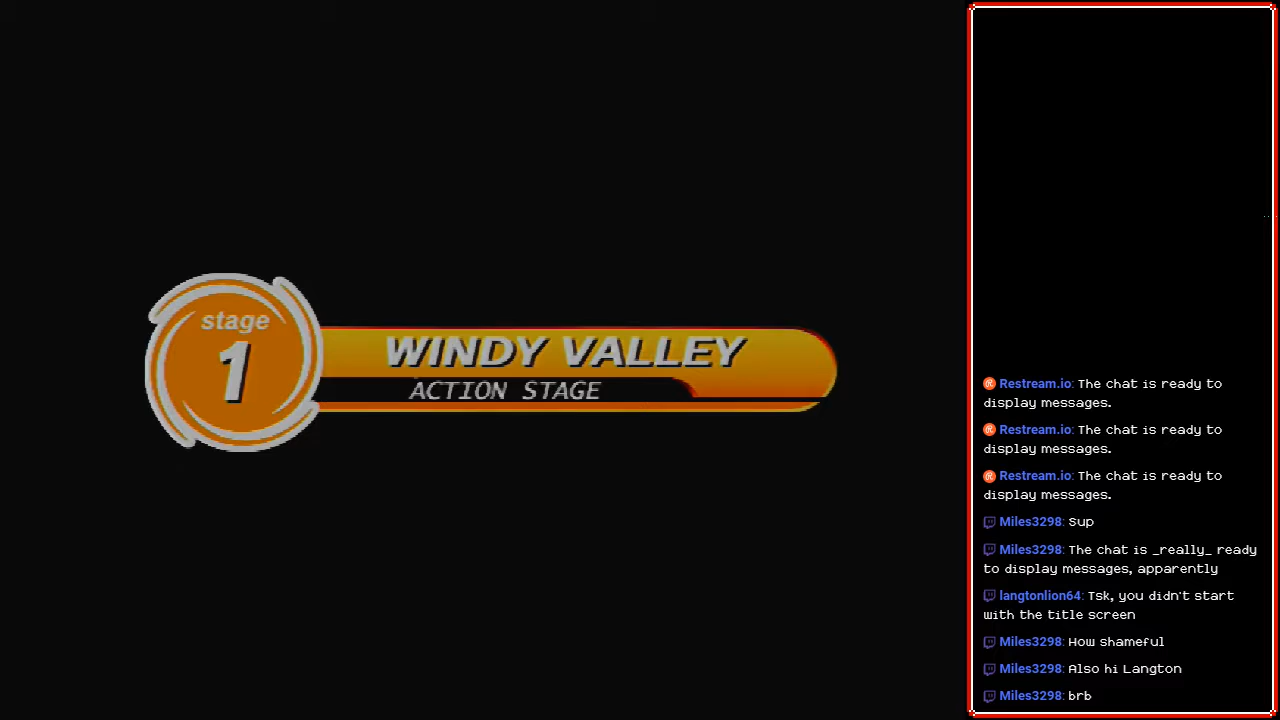 stage
1
WINDY VALLEY
ACTION STAGE
Restream.io: The chat is ready to
display messages.
Restream.io: The chat is ready to
display messages.
Restream.io: The chat is ready to
display messages.
Miles3298: Sup
Miles3298: The chat is _really_ ready
to display messages, apparently
langtonlion64: Tsk, you didn't start
with the title screen
Miles3298: How shameful
Miles3298: Also hi Langton
Miles3298: brb